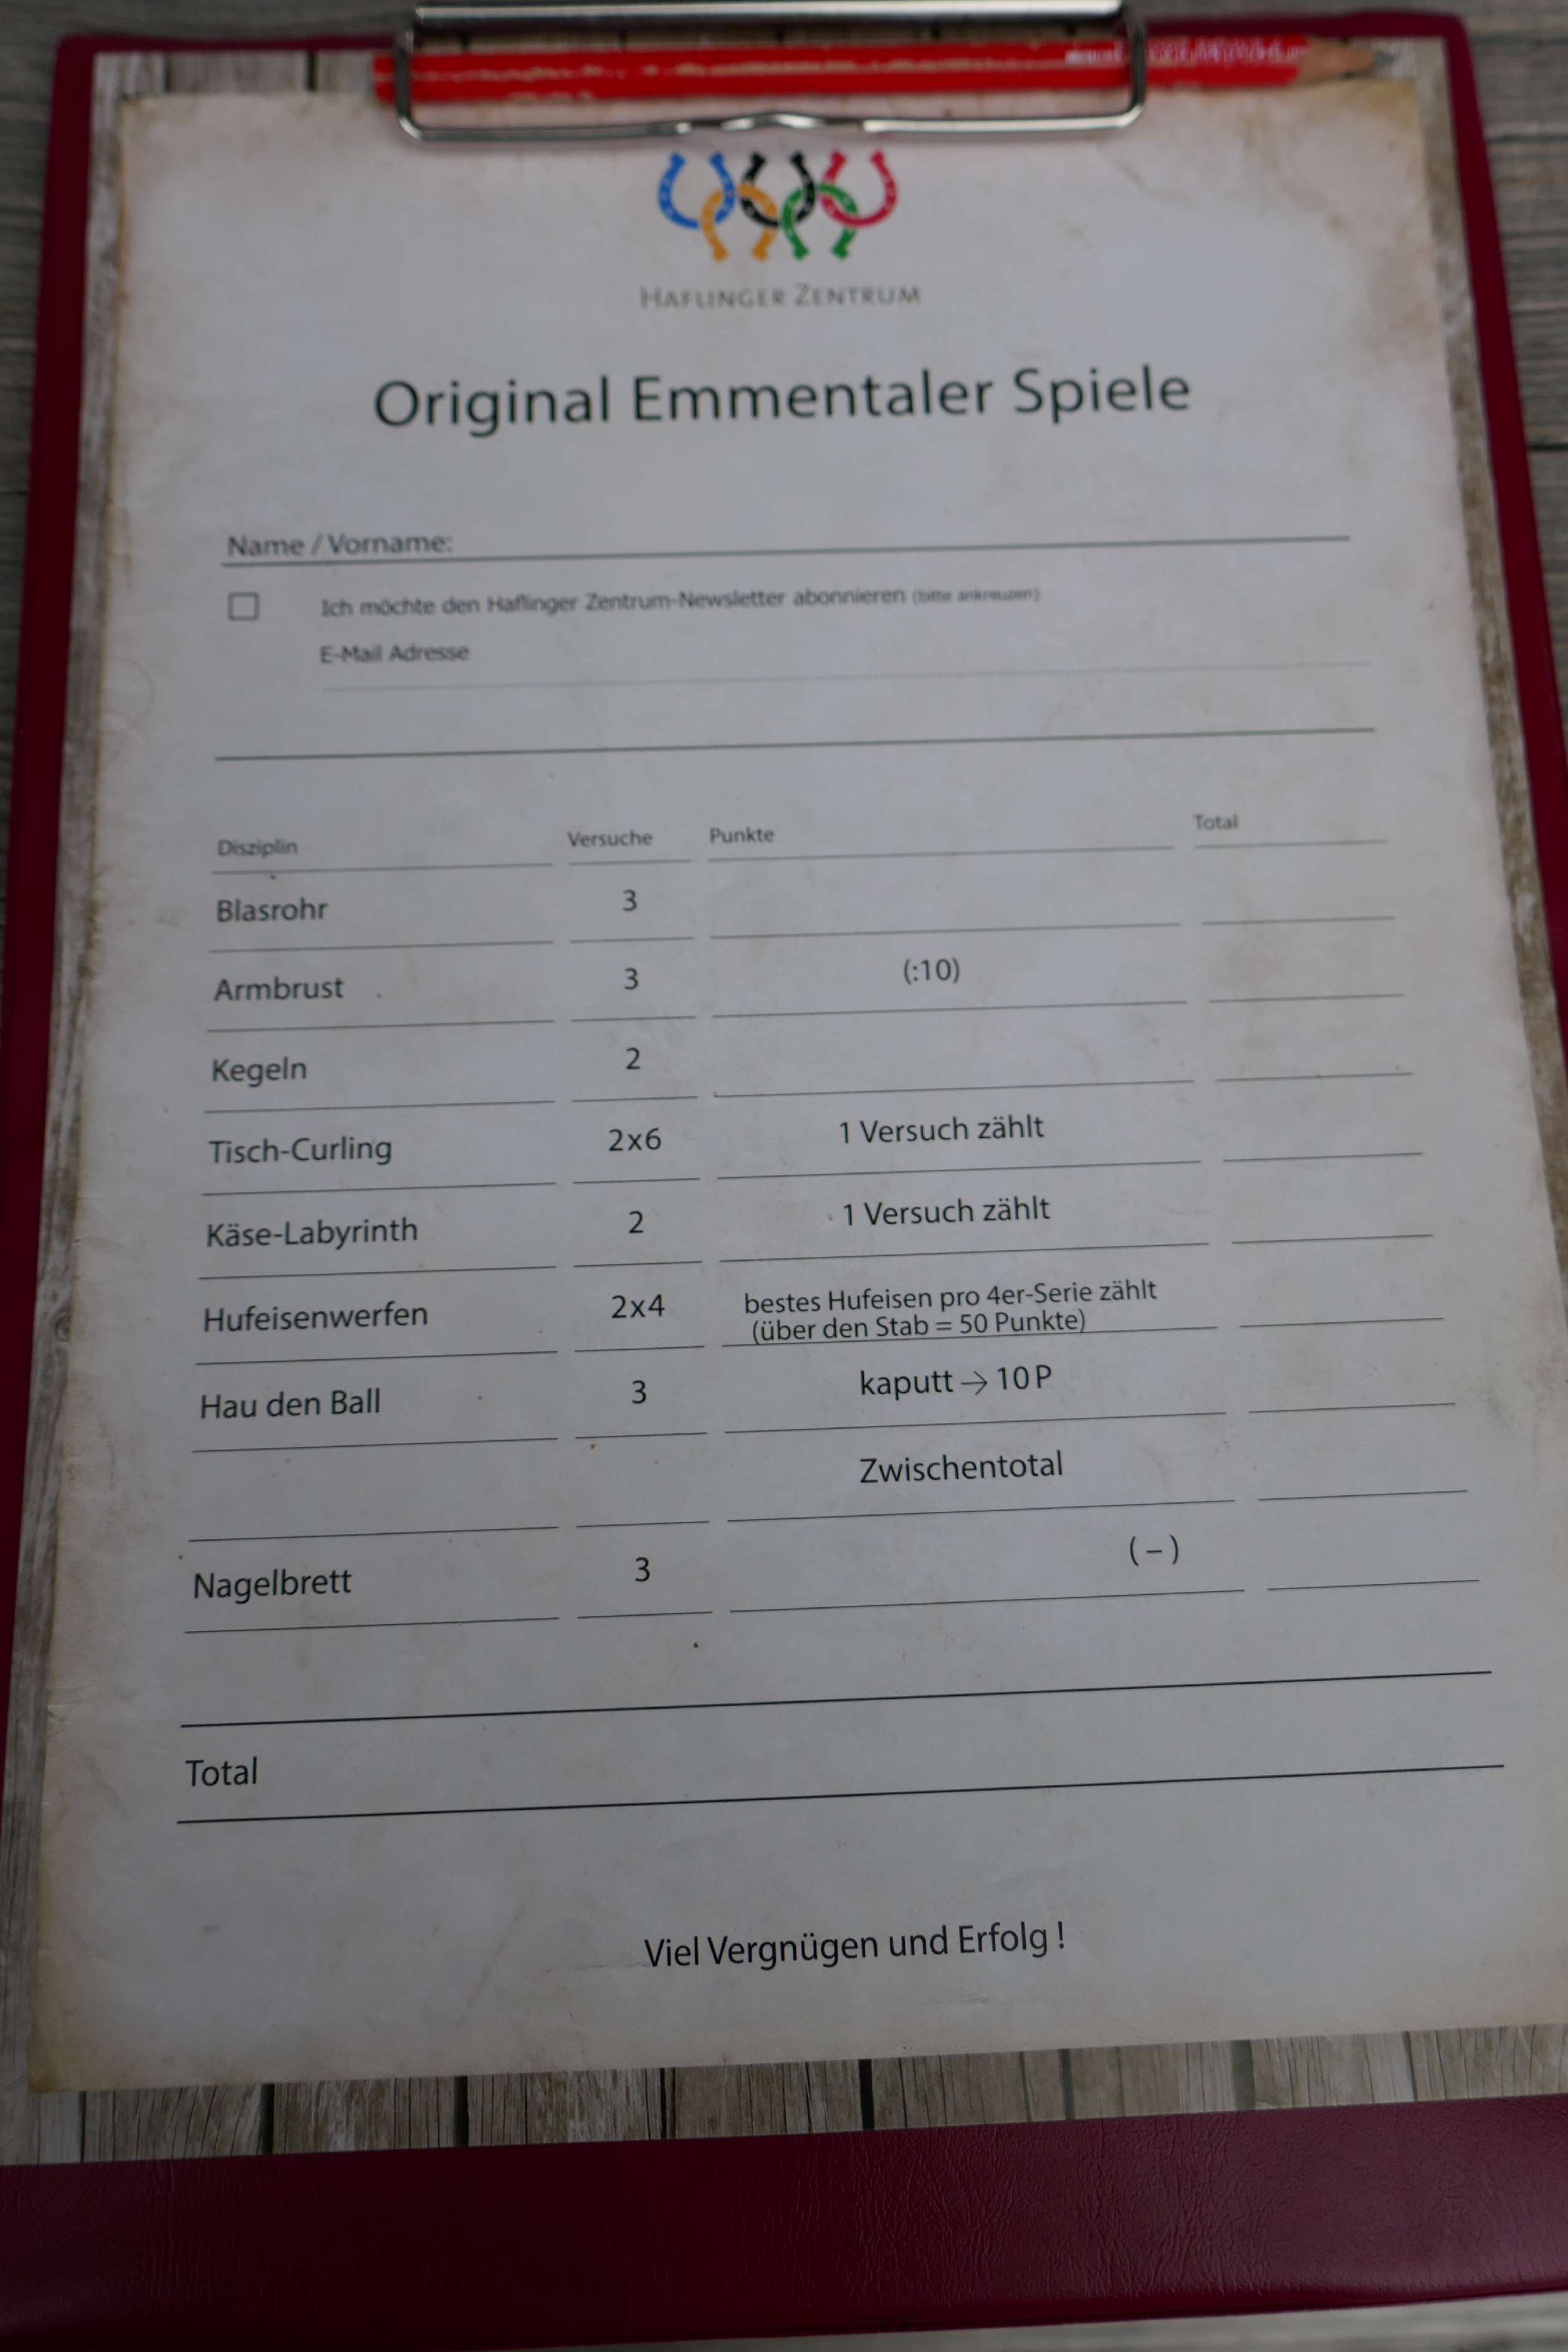 HAFLINGER ZENTRUM
Original Emmentaler Spiele
Name / Vorname:
Ich möchte den Haflinger Zentrum-Newsletter abonnieren (bitte ankreuzen)
E-Mail Adresse
Disziplin Versuche Punkte Total
Blasrohr 3
Armbrust 3 (:10)
Kegeln 2
Tisch-Curling 2x6 1 Versuch zählt
Käse-Labyrinth 2 1 Versuch zählt
Hufeisenwerfen 2x4 bestes Hufeisen pro 4er-Serie zählt
(über den Stab = 50 Punkte)
Hau den Ball 3 kaputt → 10 P
Zwischentotal
Nagelbrett 3 ( – )
Total
Viel Vergnügen und Erfolg !